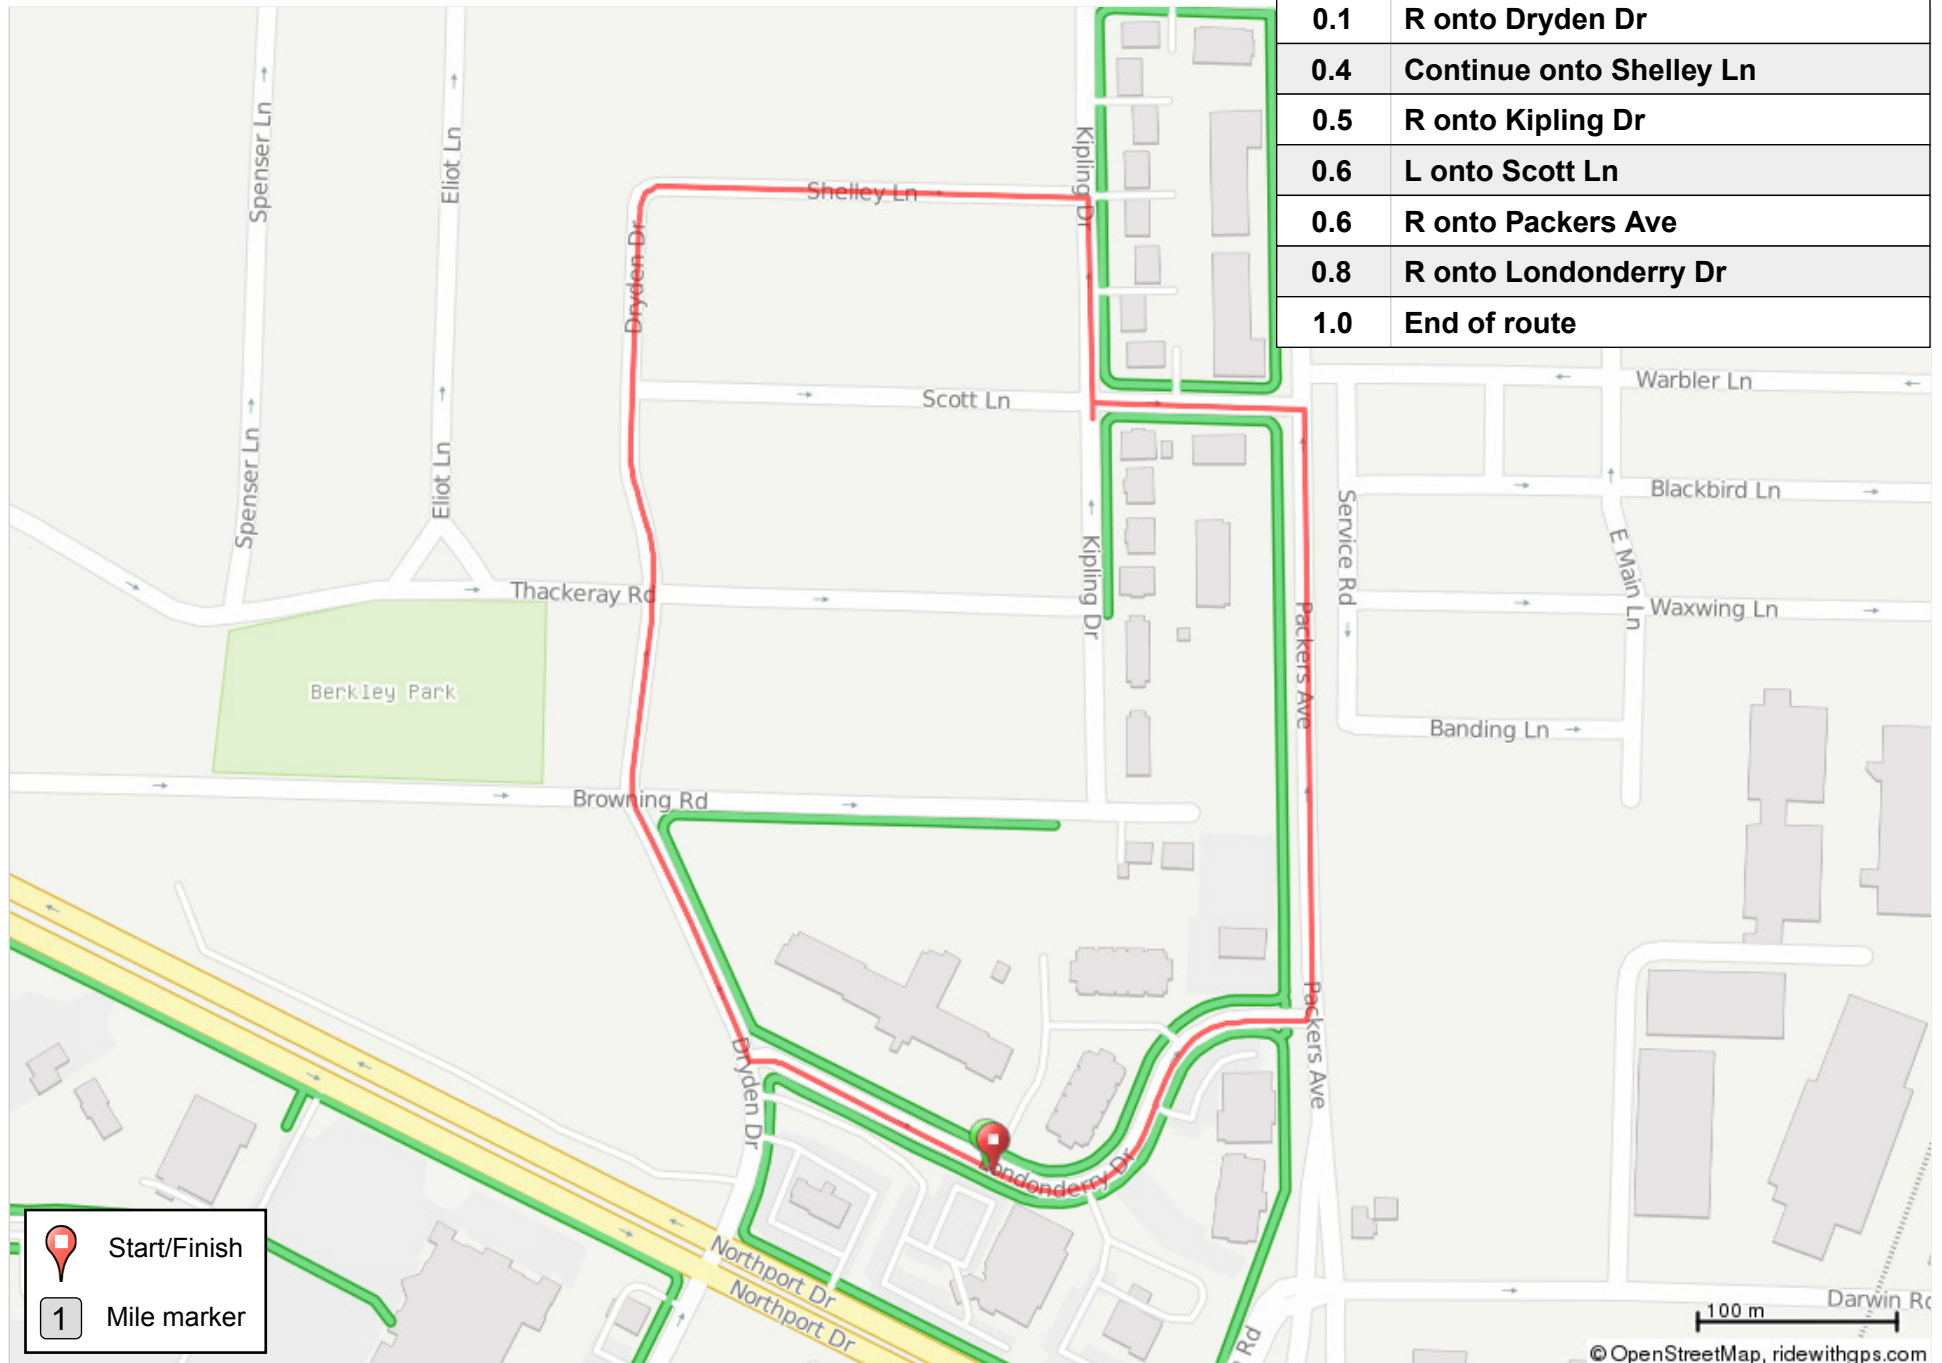 0.1 R onto Dryden Dr
0.4 Continue onto Shelley Ln
0.5 R onto Kipling Dr
0.6 L onto Scott Ln
0.6 R onto Packers Ave
0.8 R onto Londonderry Dr
1.0 End of route
Spenser Ln
Eliot Ln
Kipling Dr
Shelley Ln
Dryden Dr
Scott Ln
Warbler Ln
Spenser Ln
Eliot Ln
Blackbird Ln
Service Rd
E Main Ln
Kipling Dr
Thackeray Rd
Packers Ave
Waxwing Ln
Berkley Park
Banding Ln
Browning Rd
Packers Ave
Dryden Dr
Londonderry Dr
Northport Dr
Northport Dr
Start/Finish
1 Mile marker
Rd
Darwin Rd
100 m
© OpenStreetMap, ridewithgps.com